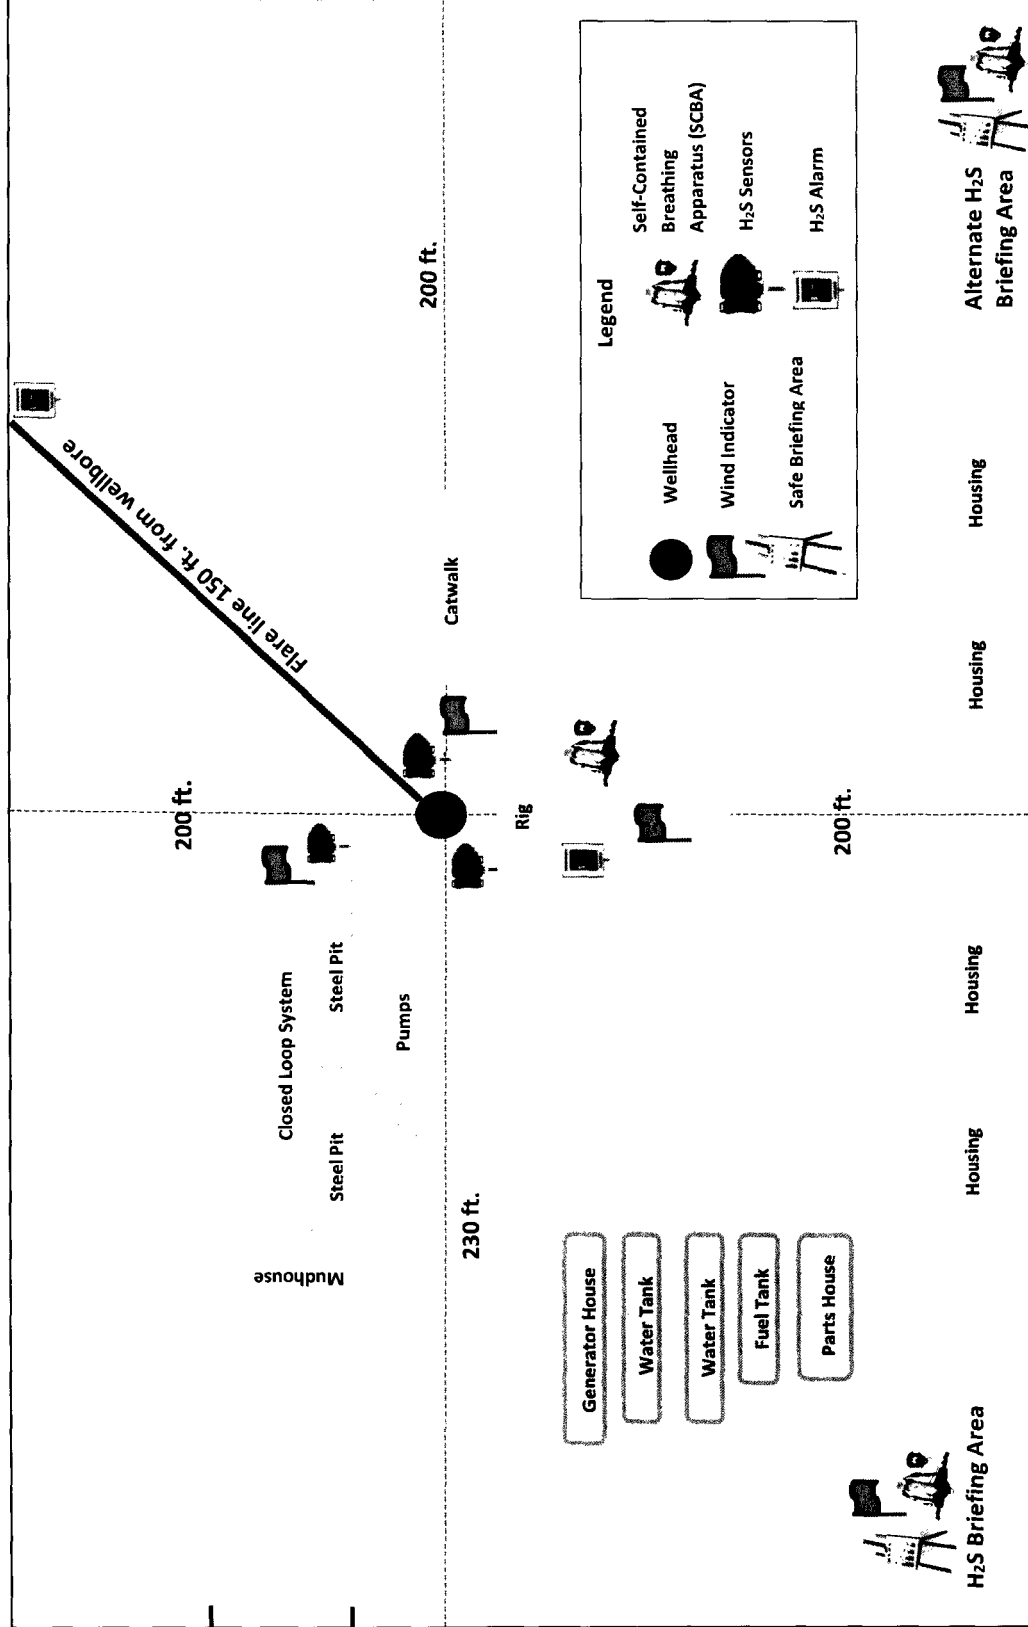 200 ft.
Flare line 150 ft. from wellbore
Closed Loop System
Steel Pit
Steel Pit
Mudhouse
Pumps
230 ft.
200 ft.
Catwalk
Rig
200 ft.
Generator House
Water Tank
Water Tank
Fuel Tank
Parts House
Legend
Wellhead
Wind Indicator
Safe Briefing Area
Self-Contained
Breathing
Apparatus (SCBA)
H₂S Sensors
H₂S Alarm
H₂S Briefing Area
Housing
Housing
Housing
Housing
Alternate H₂S
Briefing Area